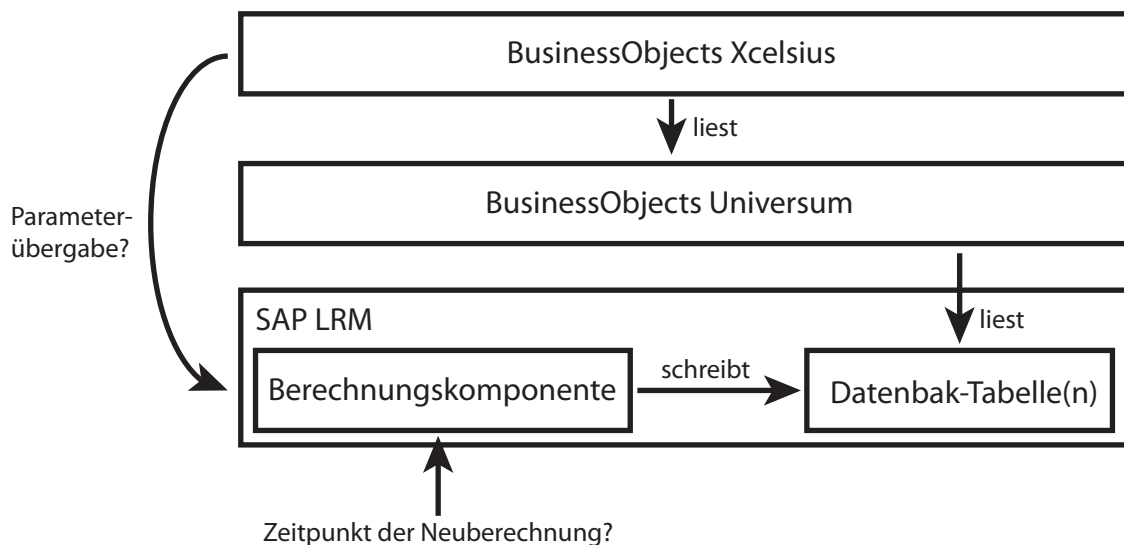 BusinessObjects Xcelsius
liest
BusinessObjects Universum
Parameter-
übergabe?
SAP LRM
liest
Berechnungskomponente
schreibt
Datenbak-Tabelle(n)
Zeitpunkt der Neuberechnung?